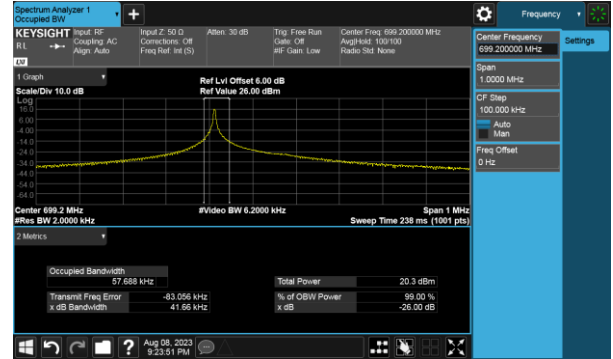 Spectrum Analyzer 1
Occupied BW
Frequency
KEYSIGHT
RL
LXI
Input: RF
Coupling: AC
Align: Auto
Input Z: 50 Ω
Corrections: Off
Freq Ref: Int (S)
Atten: 30 dB
Trig: Free Run
Gate: Off
#IF Gain: Low
Center Freq: 699.200000 MHz
Avg|Hold: 100/100
Radio Std: None
Center Frequency
699.200000 MHz
Settings
Span
1.0000 MHz
CF Step
100.000 kHz
Auto
Man
Freq Offset
0 Hz
1 Graph
Scale/Div 10.0 dB
Ref Lvl Offset 6.00 dB
Ref Value 26.00 dBm
Log
16.0
6.00
-4.00
-14.0
-24.0
-34.0
-44.0
-54.0
-64.0
Center 699.2 MHz
#Res BW 2.0000 kHz
#Video BW 6.2000 kHz
Span 1 MHz
Sweep Time 238 ms (1001 pts)
2 Metrics
Occupied Bandwidth
57.688 kHz
Total Power 20.3 dBm
Transmit Freq Error -83.056 kHz
% of OBW Power 99.00 %
x dB Bandwidth 41.66 kHz
x dB -26.00 dB
?
Aug 08, 2023
9:23:51 PM